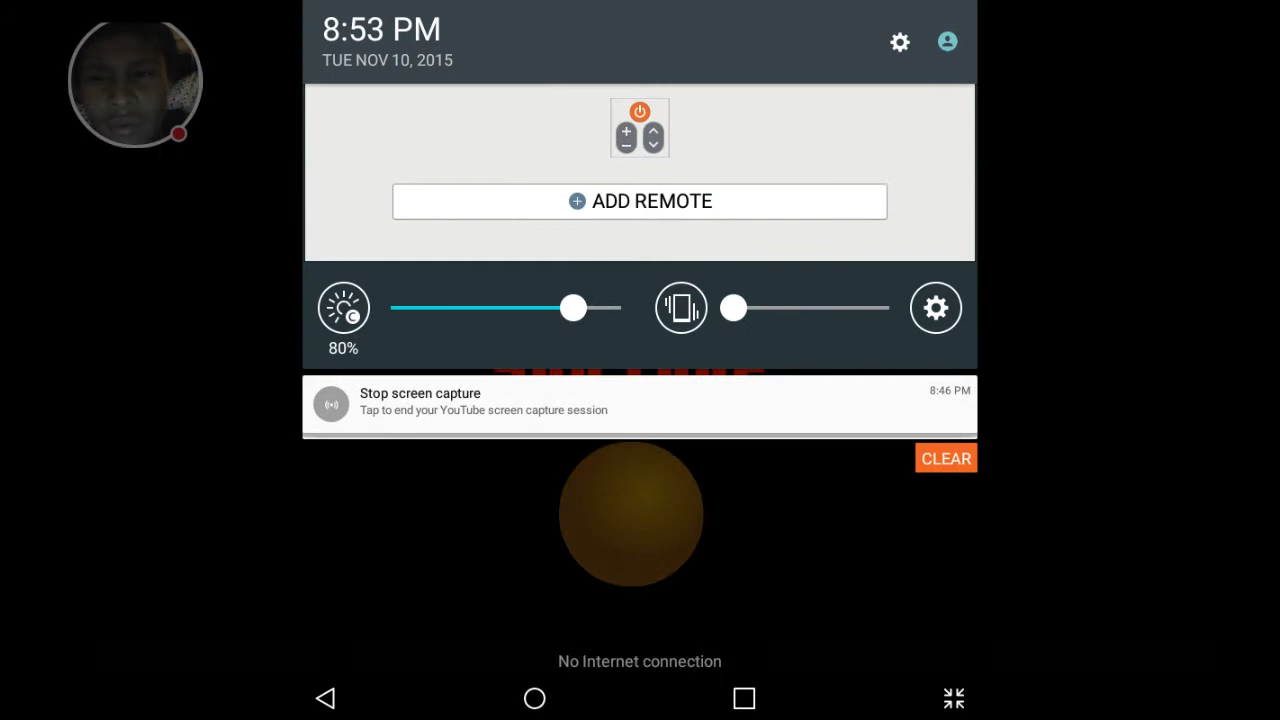 8:53 PM
TUE NOV 10, 2015
ADD REMOTE
80%
Stop screen capture
8:46 PM
Tap to end your YouTube screen capture session
CLEAR
No Internet connection